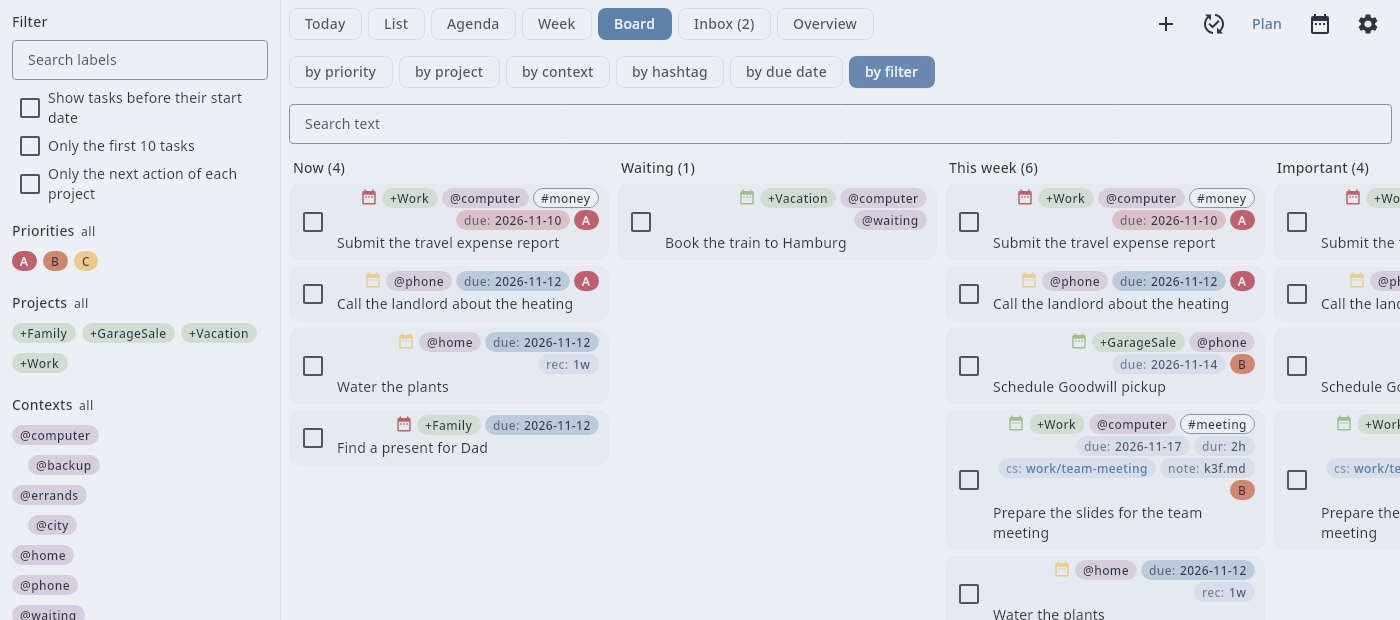 Filter
Search labels
Show tasks before their start
date
Only the first 10 tasks
Only the next action of each
project
Priorities all
A B C
Projects all
+Family +GarageSale +Vacation
+Work
Contexts all
@computer
@backup
@errands
@city
@home
@phone
@waiting
Today List Agenda Week Board Inbox (2) Overview
Plan
by priority by project by context by hashtag by due date by filter
Search text
Now (4)
+Work @computer #money
due: 2026-11-10 A
Submit the travel expense report
@phone due: 2026-11-12 A
Call the landlord about the heating
@home due: 2026-11-12
rec: 1w
Water the plants
+Family due: 2026-11-12
Find a present for Dad
Waiting (1)
+Vacation @computer
@waiting
Book the train to Hamburg
This week (6)
+Work @computer #money
due: 2026-11-10 A
Submit the travel expense report
@phone due: 2026-11-12 A
Call the landlord about the heating
+GarageSale @phone
due: 2026-11-14 B
Schedule Goodwill pickup
+Work @computer #meeting
due: 2026-11-17 dur: 2h
cs: work/team-meeting note: k3f.md
B
Prepare the slides for the team
meeting
@home due: 2026-11-12
rec: 1w
Water the plants
Important (4)
Submit the
Call the
Schedule
+Work
cs:
Prepare the
meeting